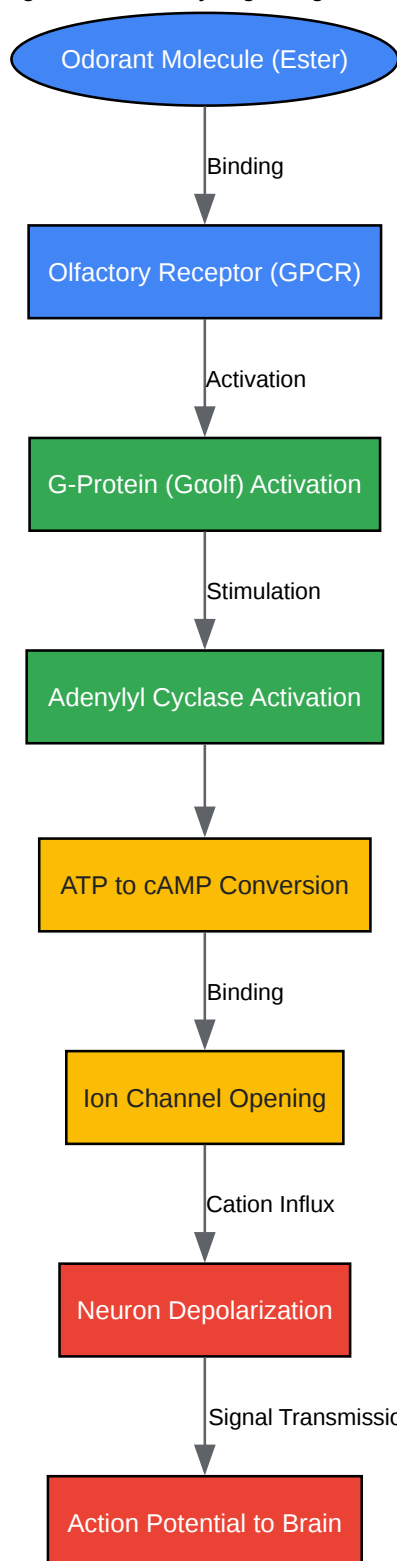 Odorant Molecule (Ester)
Binding
Olfactory Receptor (GPCR)
Activation
G-Protein (Gαolf) Activation
Stimulation
Adenylyl Cyclase Activation
ATP to cAMP Conversion
Binding
Ion Channel Opening
Cation Influx
Neuron Depolarization
Signal
Action Potential to Brain